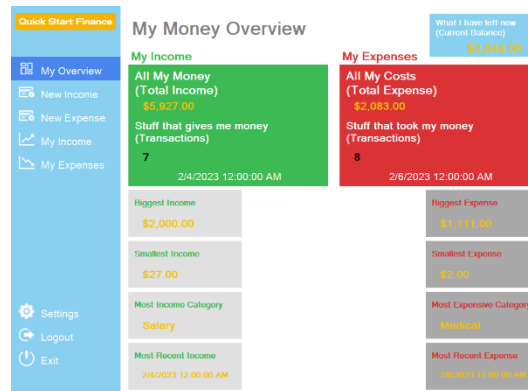 Quick Start Finance
My Overview
New Income
New Expense
My Income
My Expenses
Settings
Logout
Exit
My Money Overview
What I have left now
(Current Balance)
$3,844.00
My Income
All My Money
(Total Income)
$5,927.00
Stuff that gives me money
(Transactions)
7
2/4/2023 12:00:00 AM
My Expenses
All My Costs
(Total Expense)
$2,083.00
Stuff that took my money
(Transactions)
8
2/6/2023 12:00:00 AM
Biggest Income
$2,000.00
Smallest Income
$27.00
Most Income Category
Salary
Most Recent Income
2/4/2023 12:00:00 AM
Biggest Expense
$1,111.00
Smallest Expense
$2.00
Most Expensive Category
Medical
Most Recent Expense
2/6/2023 12:00:00 AM